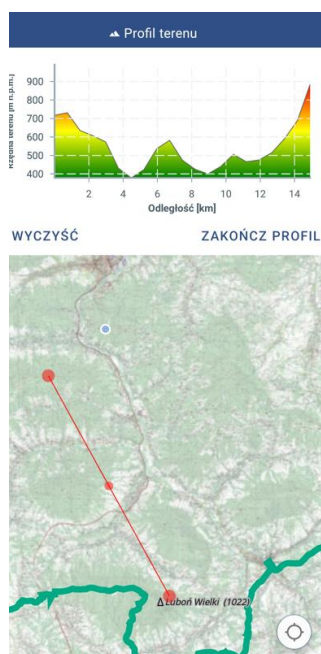 Profil terenu
Rzędna terenu [m n.p.m.]
900
800
700
600
500
400
2 4 6 8 10 12 14
Odległość [km]
WYCZYŚĆ ZAKOŃCZ PROFIL
Luboń Wielki (1022)